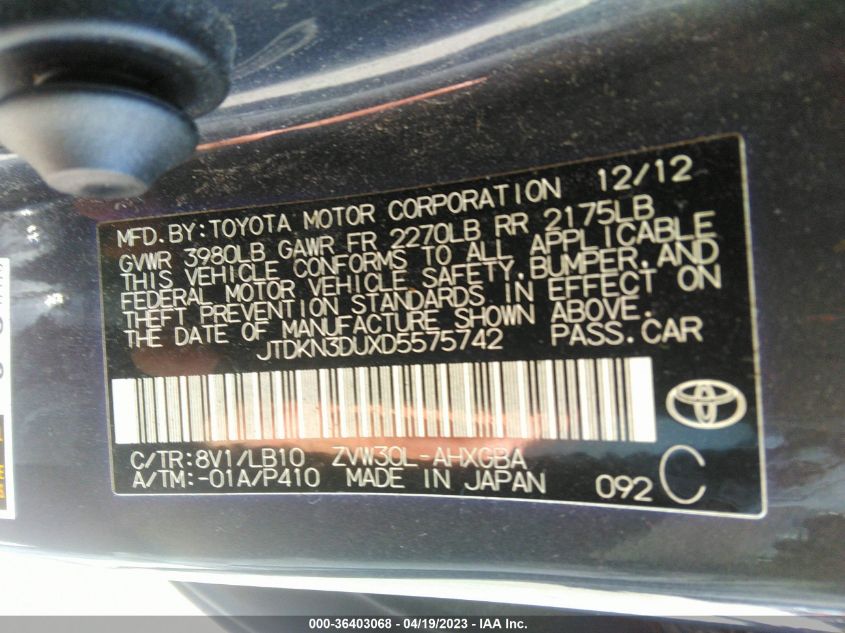 MFD. BY: TOYOTA MOTOR CORPORATION 12/12
GVWR 3980LB GAWR FR 2270LB RR 2175LB
THIS VEHICLE CONFORMS TO ALL APPLICABLE
FEDERAL MOTOR VEHICLE SAFETY, BUMPER, AND
THEFT PREVENTION STANDARDS IN EFFECT ON
THE DATE OF MANUFACTURE SHOWN ABOVE.
JTDKN3DUXD5575742 PASS. CAR
C/TR: 8V1/LB10 ZVW30L-AHXGBA
A/TM: -01A/P410 MADE IN JAPAN 092 C
000-36403068 - 04/19/2023 - IAA Inc.